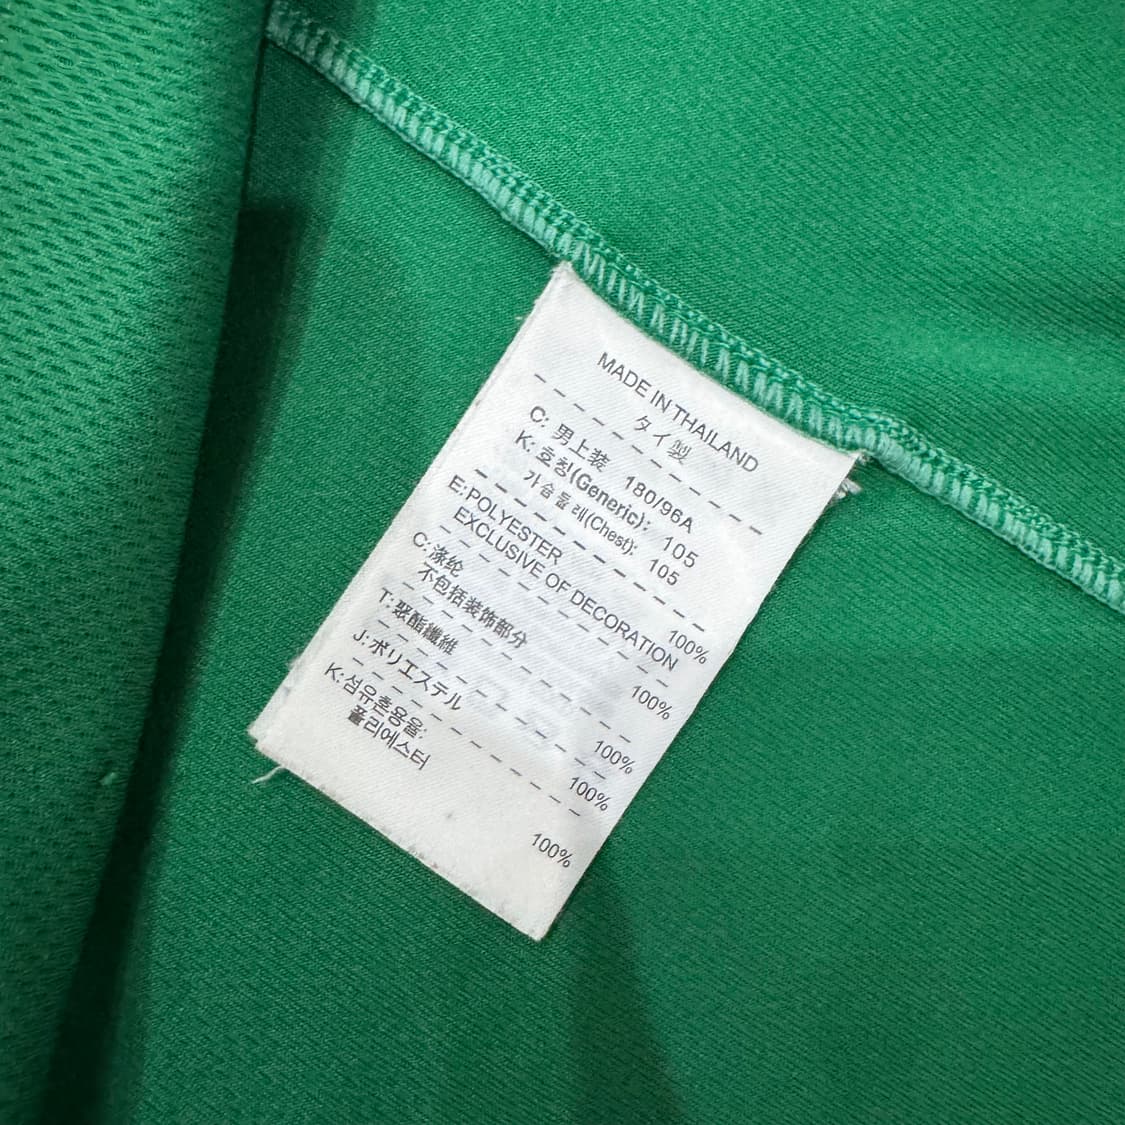 MADE IN THAILAND
タイ製
C: 男上装 180/96A
K: 호칭(Generic): 105
가슴둘레(Chest): 105
E:POLYESTER 100%
EXCLUSIVE OF DECORATION
C:涤纶 100%
不包括装饰部分
T:聚酯纖維 100%
J:ポリエステル 100%
K:섬유혼용율:
폴리에스터 100%